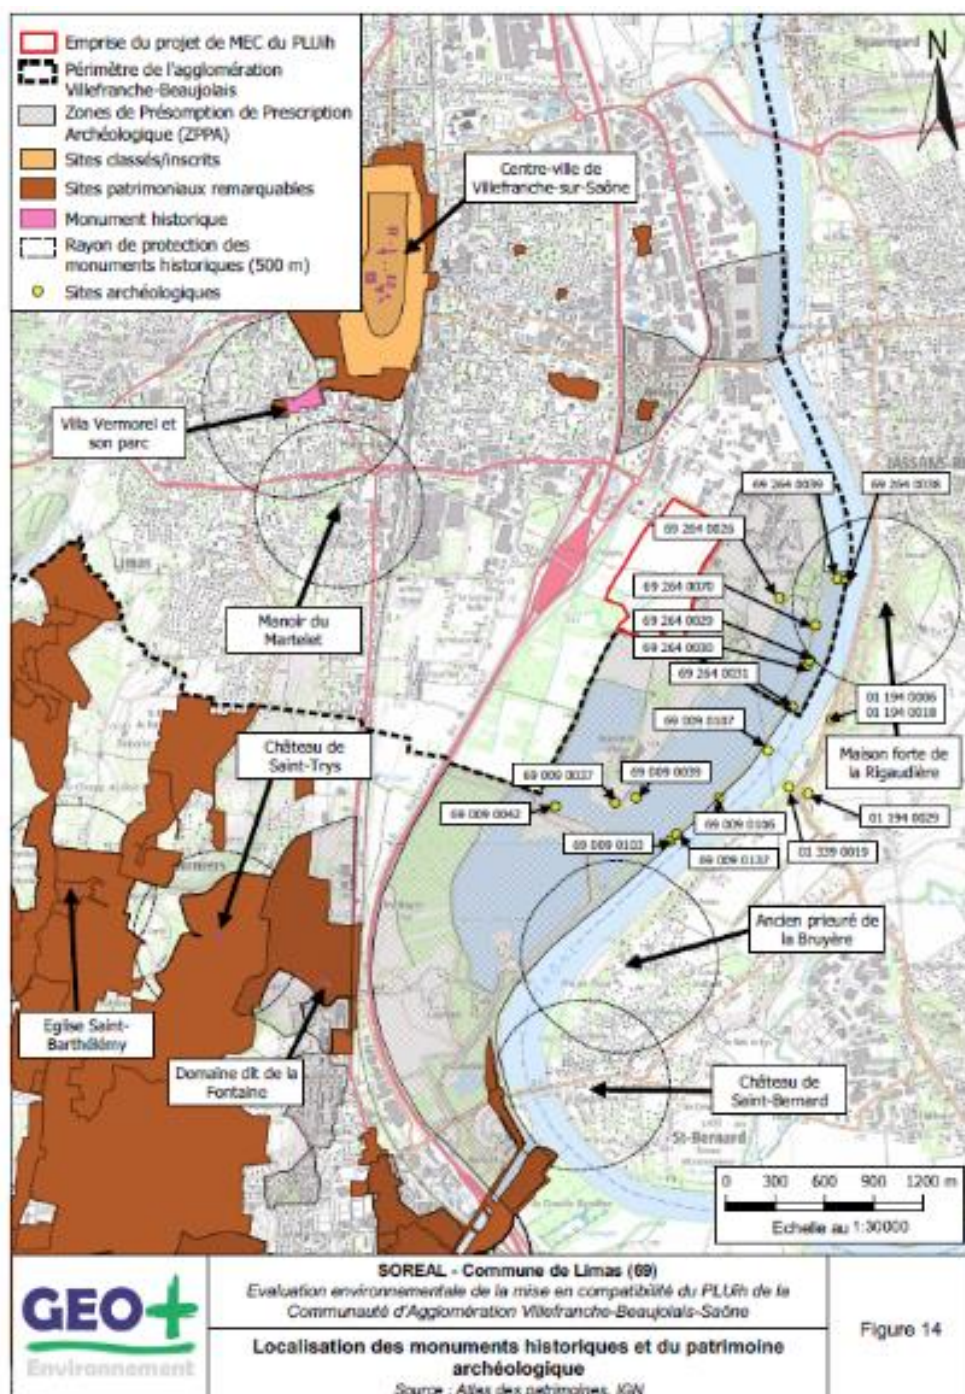 Emprise du projet de MEC du PLUih
Périmètre de l'agglomération
Villefranche-Beaujolais
Zones de Présomption de Prescription
Archéologique (ZPPA)
Sites classés/inscrits
Sites patrimoniaux remarquables
Monument historique
Rayon de protection des
monuments historiques (500 m)
Sites archéologiques
N
Centre-ville de
Villefranche-sur-Saône
Villa Vermorel et
son parc
Limas
Manoir du
Martelet
69 264 0039
69 264 0038
69 264 0026
69 264 0070
69 264 0029
69 264 0030
69 264 0031
01 194 0006
01 194 0018
Maison forte de
la Rigaudière
69 009 0107
Château de
Saint-Trys
69 009 0037
69 009 0039
69 009 0042
69 009 0106
01 194 0029
01 339 0019
69 009 0137
Ancien prieuré de
la Bruyère
Eglise Saint-
Barthélémy
Domaine dit de la
Fontaine
Château de
Saint-Bernard
St-Bernard
0 300 600 900 1200 m
Echelle au 1:30000
GEO+
Environnement
SOREAL - Commune de Limas (69)
Evaluation environnementale de la mise en compatibilité du PLUih de la
Communauté d'Agglomération Villefranche-Beaujolais-Saône
Localisation des monuments historiques et du patrimoine
archéologique
Source : Atlas des patrimoines, IGN
Figure 14